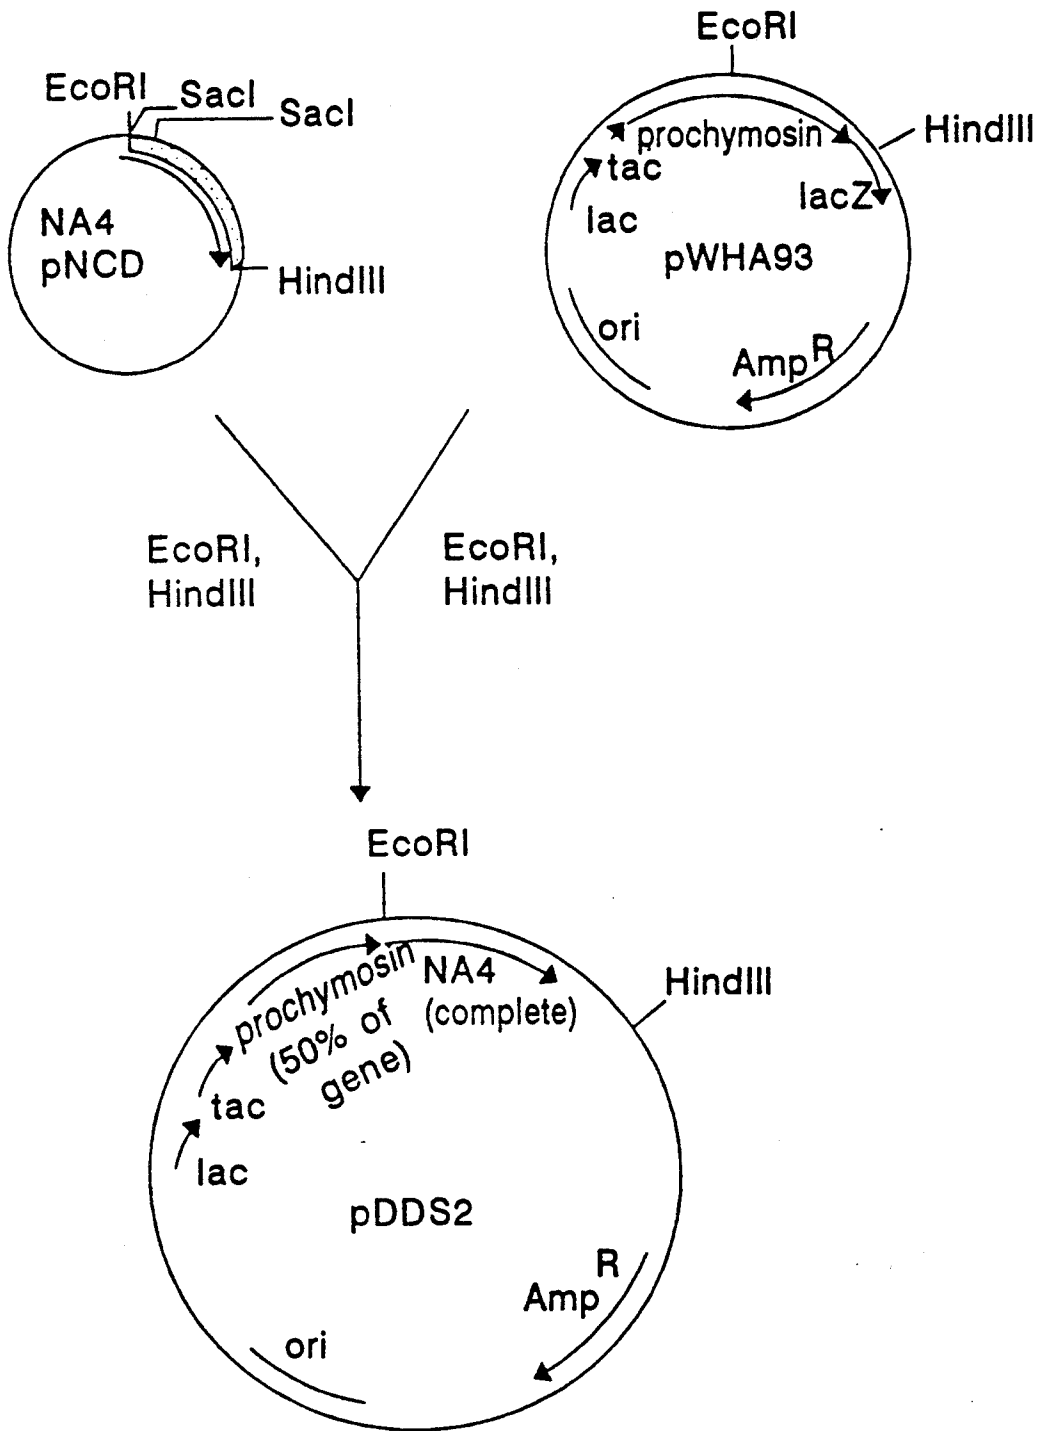 EcoRI
SacI
SacI
NA4
pNCD
HindIII
EcoRI
HindIII
prochymosin
tac
lac
lacZ
pWHA93
ori
Amp R
EcoRI,
HindIII
EcoRI,
HindIII
EcoRI
HindIII
prochymosin
(50% of
gene)
NA4
(complete)
tac
lac
pDDS2
Amp R
ori